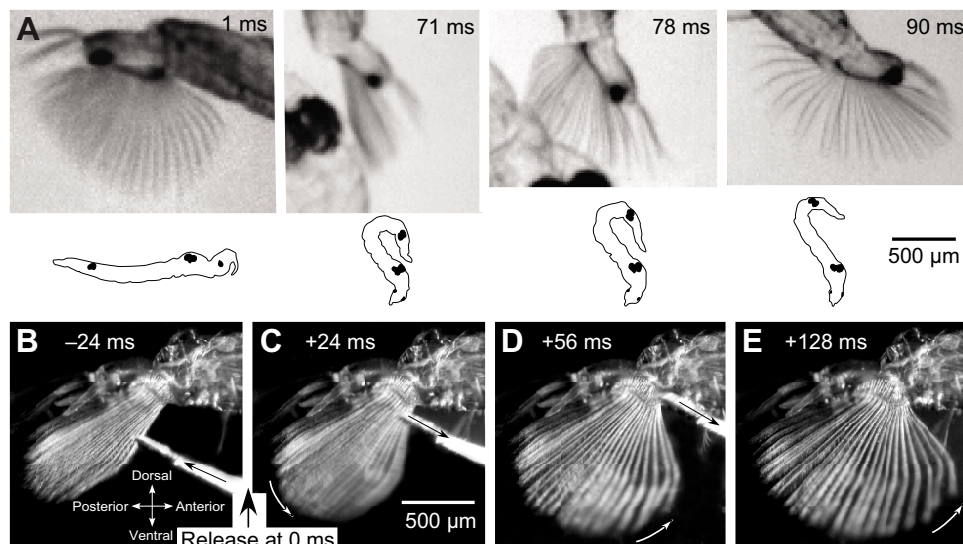 A
1 ms
71 ms
78 ms
90 ms
500 µm
B
–24 ms
C
+24 ms
D
+56 ms
E
+128 ms
Dorsal
Posterior
Anterior
Ventral
Release at 0 ms
500 µm